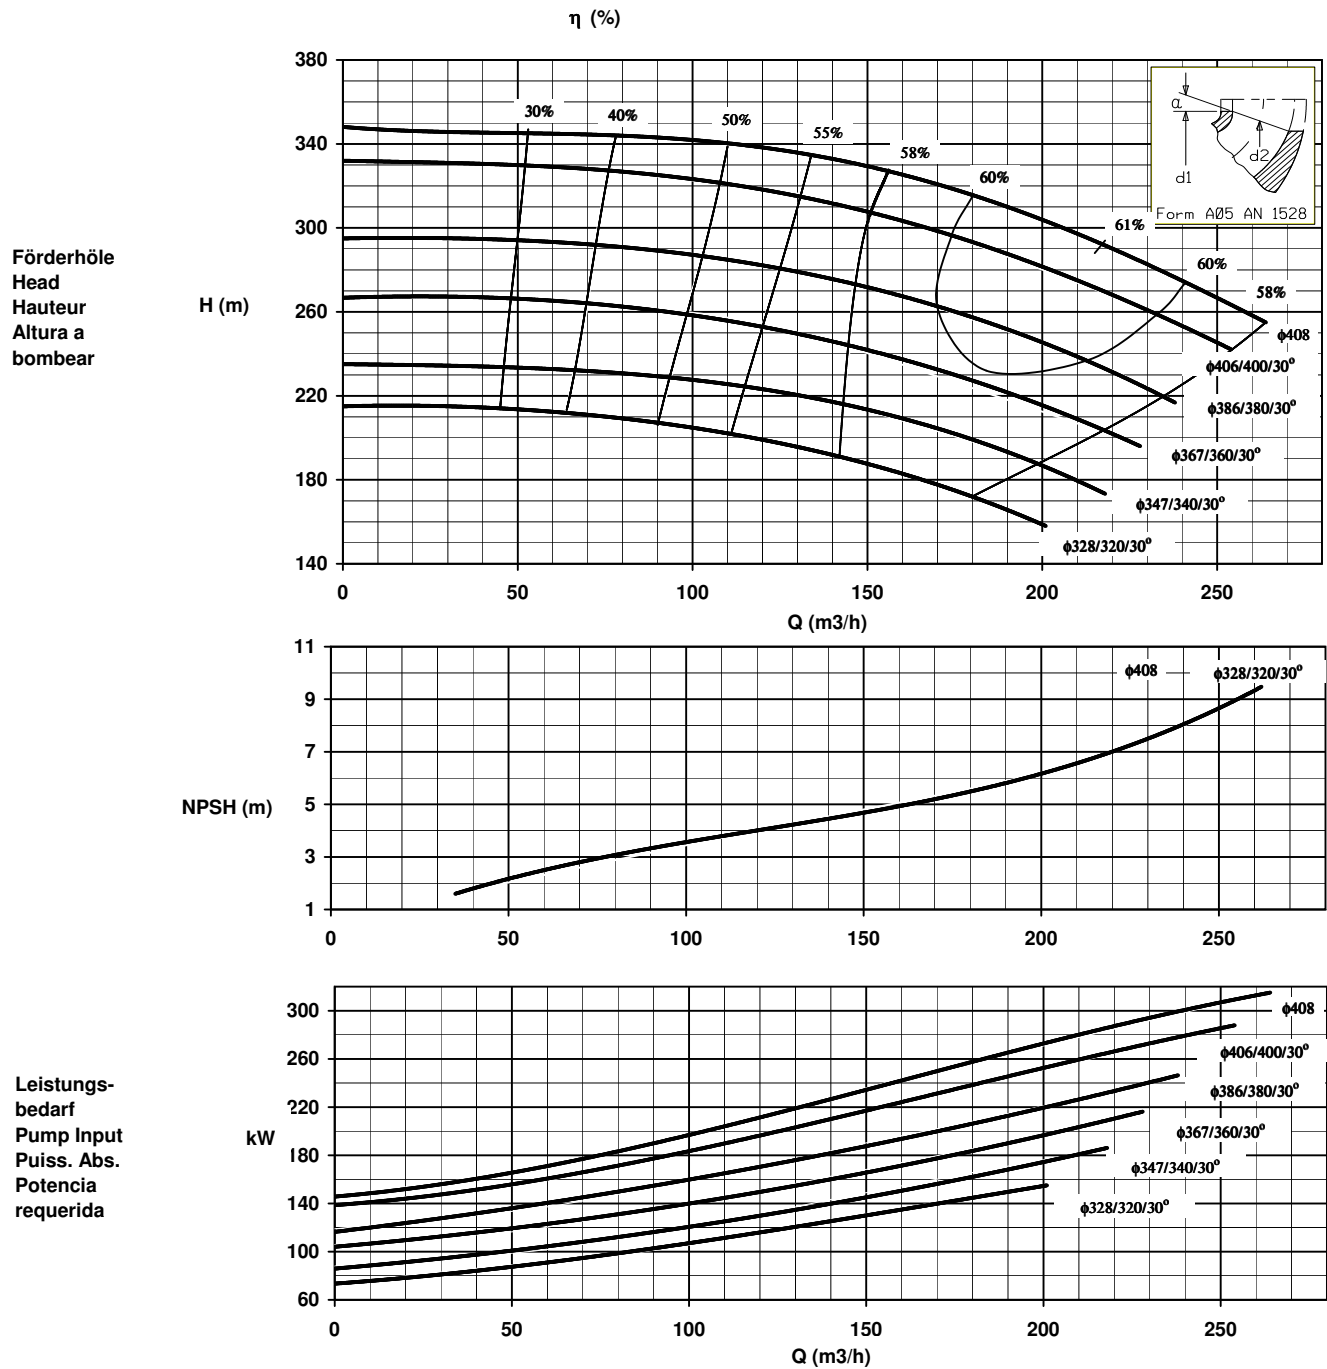 η (%)
380
340
300
260
220
180
140
30%
40%
50%
55%
58%
60%
61%
60%
58%
a
d1
d2
Form A05 AN 1528
Förderhöle
Head
Hauteur
Altura a
bombear
H (m)
ϕ408
ϕ406/400/30°
ϕ386/380/30°
ϕ367/360/30°
ϕ347/340/30°
ϕ328/320/30°
0 50 100 150 200 250
Q (m3/h)
11
9
7
5
3
1
NPSH (m)
ϕ408 ϕ328/320/30°
0 50 100 150 200 250
300
260
220
180
140
100
60
Leistungs-
bedarf
Pump Input
Puiss. Abs.
Potencia
requerida
kW
ϕ408
ϕ406/400/30°
ϕ386/380/30°
ϕ367/360/30°
ϕ347/340/30°
ϕ328/320/30°
0 50 100 150 200 250
Q (m3/h)